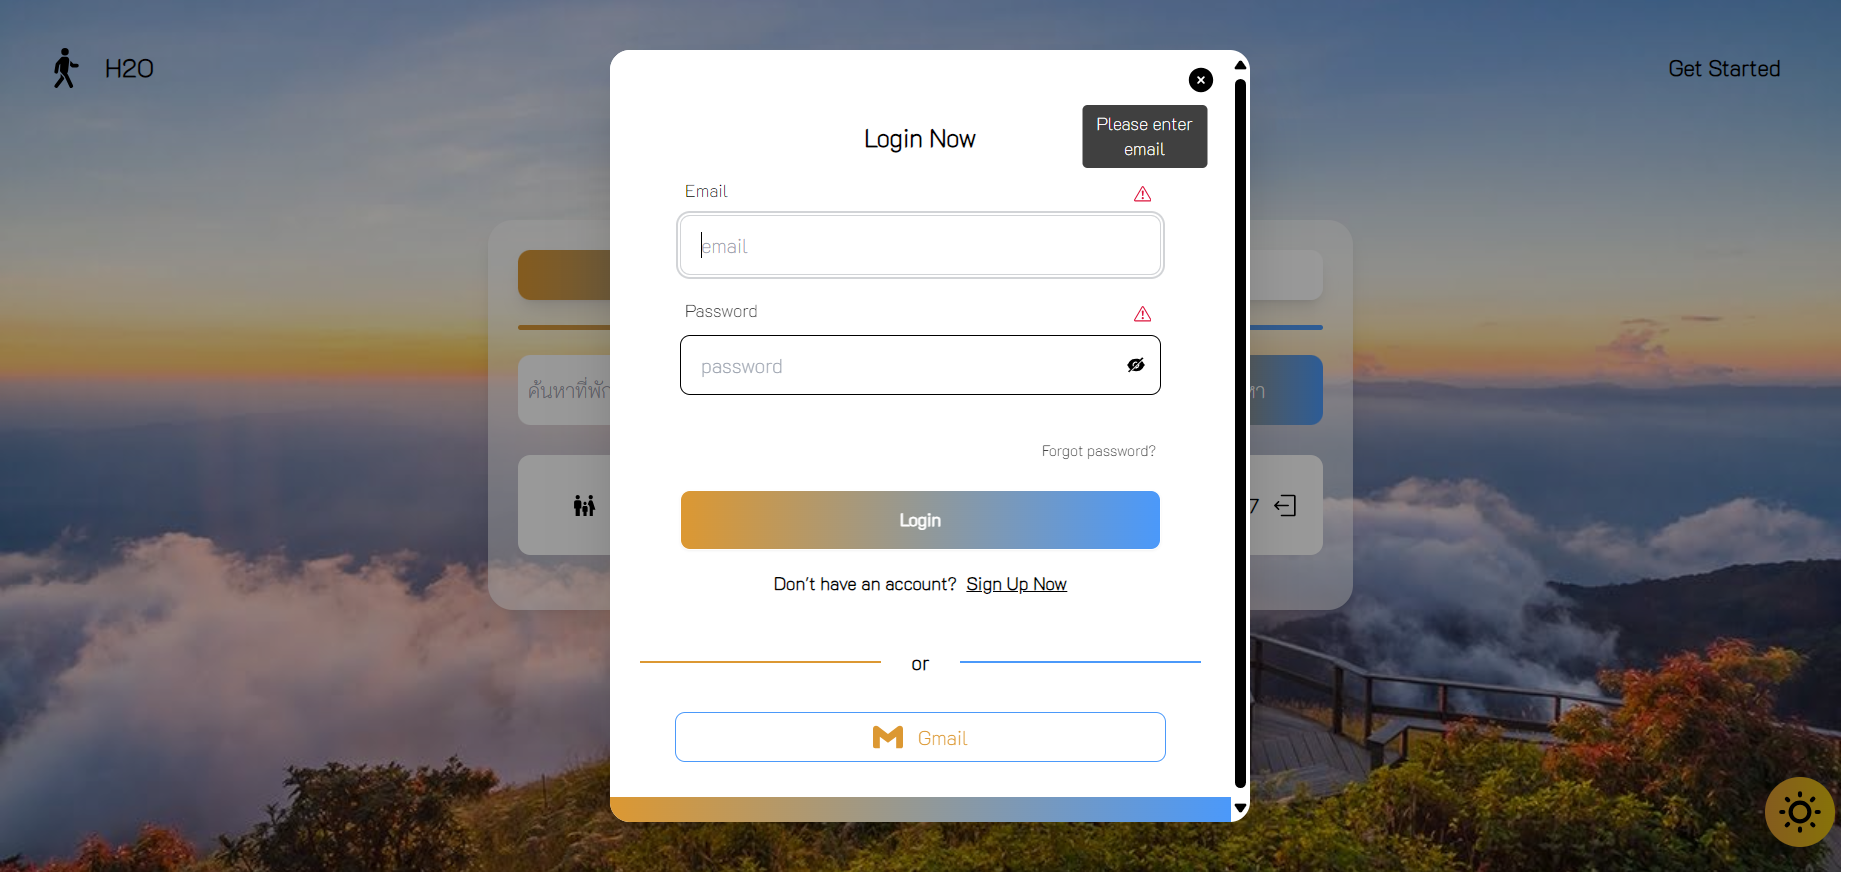 H2O
Get Started
Please enter
email
Login Now
Email
email
Password
password
ค้นหาที่พัก
Forgot password?
7
Login
Don't have an account? Sign Up Now
or
Gmail